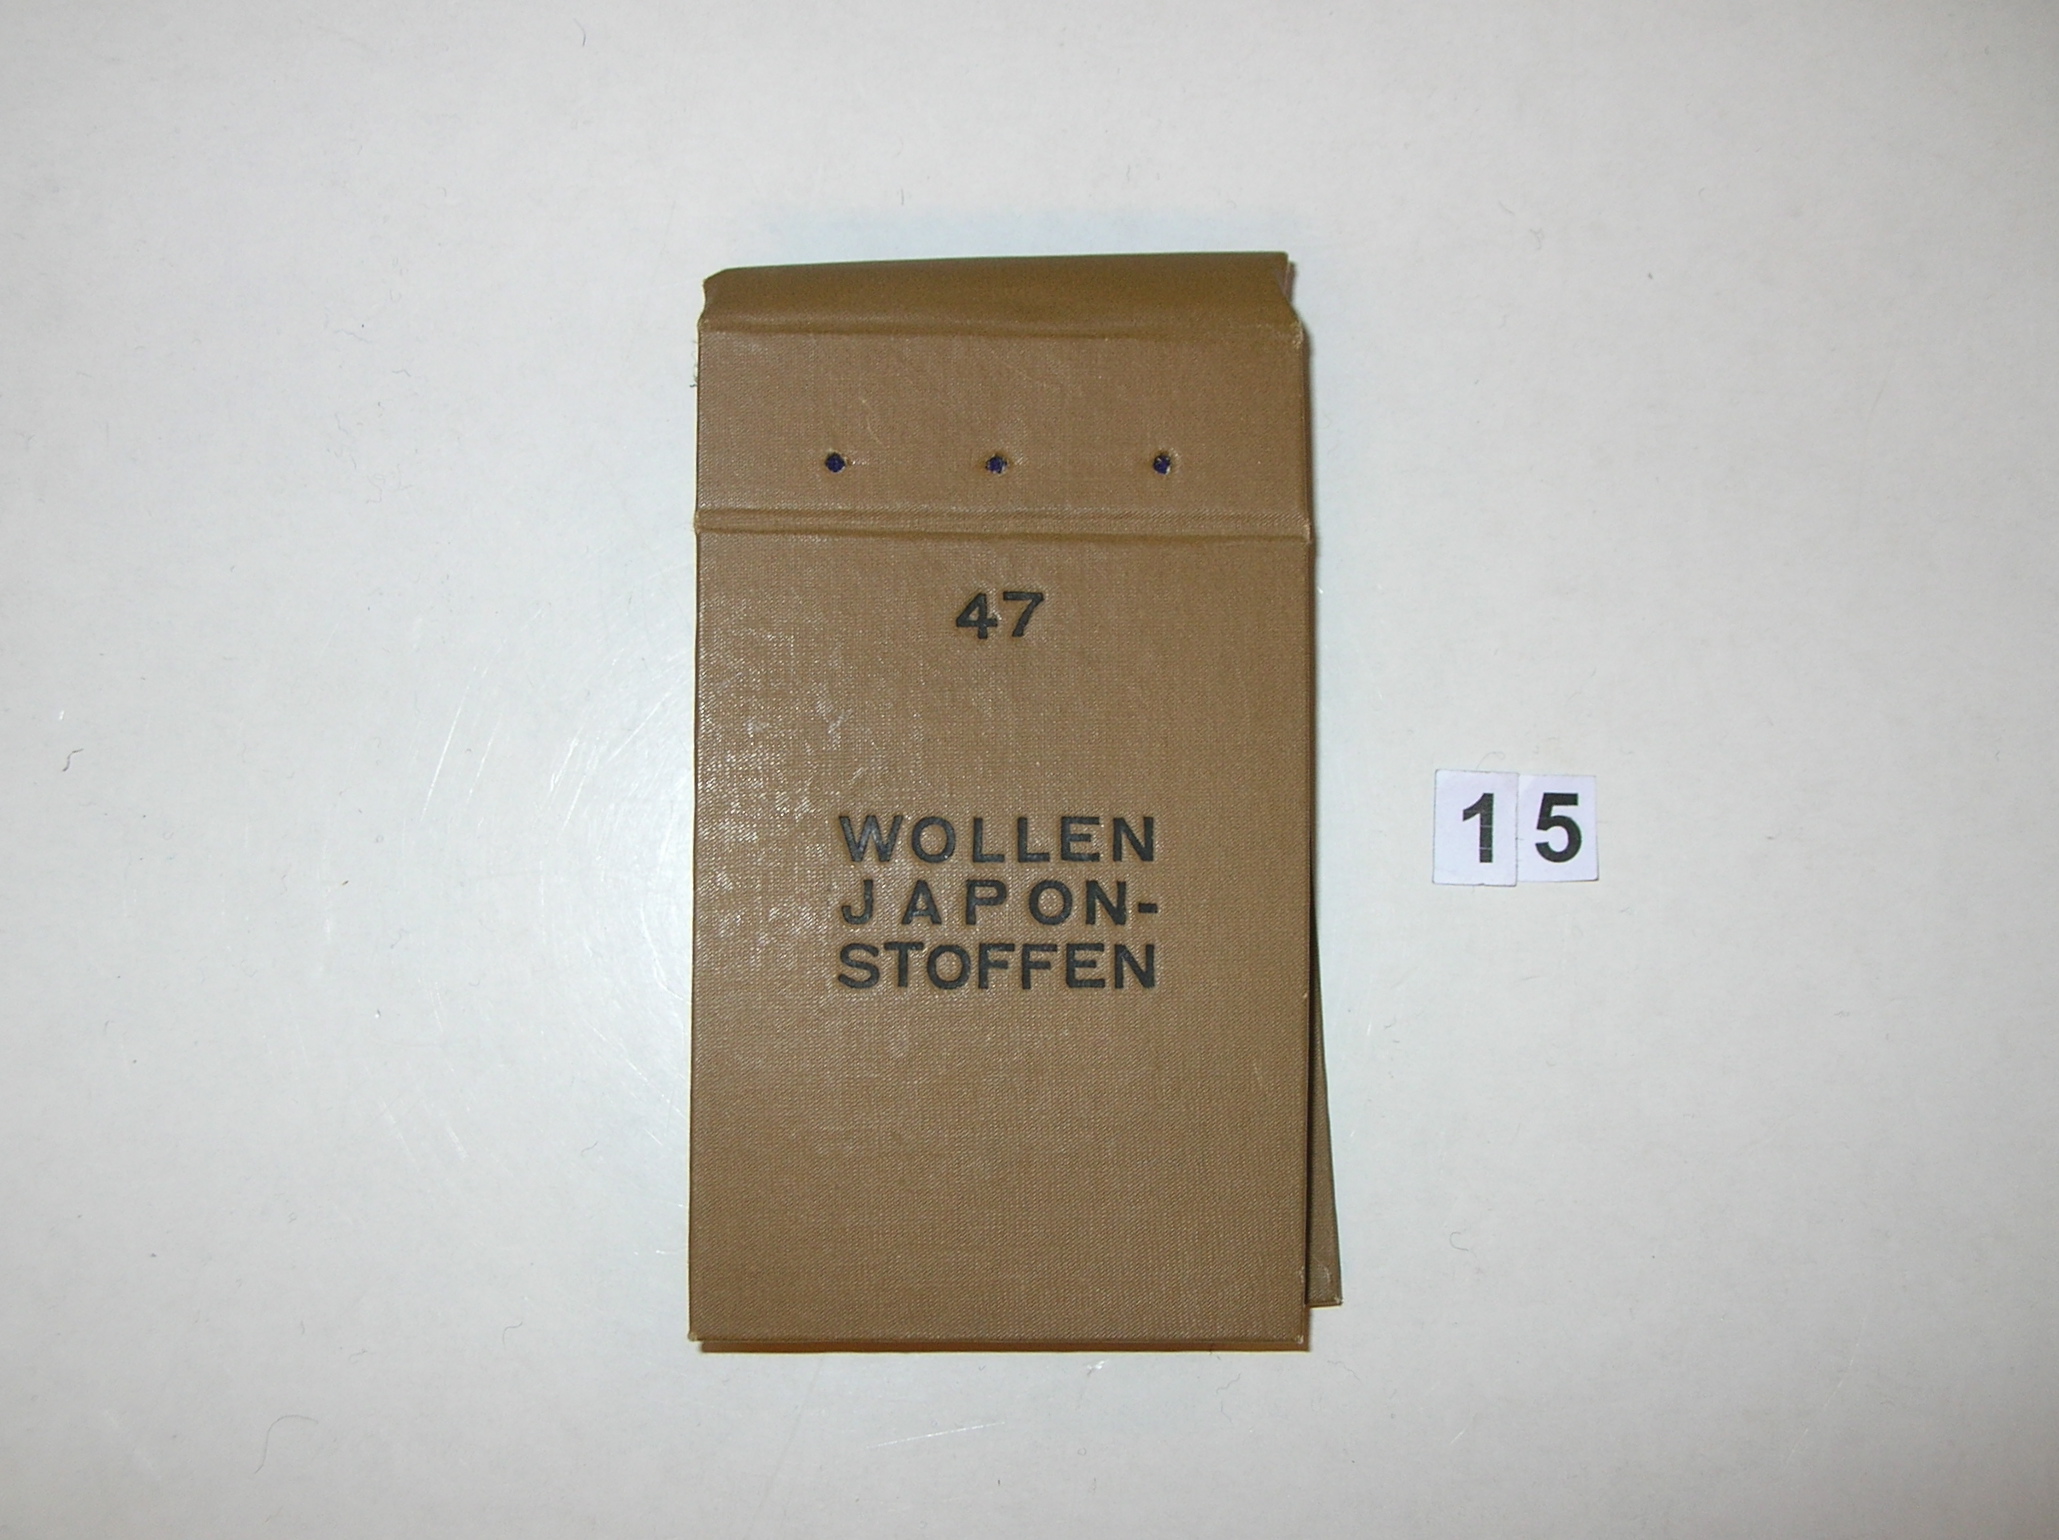 47
WOLLEN
JAPON-
STOFFEN
15